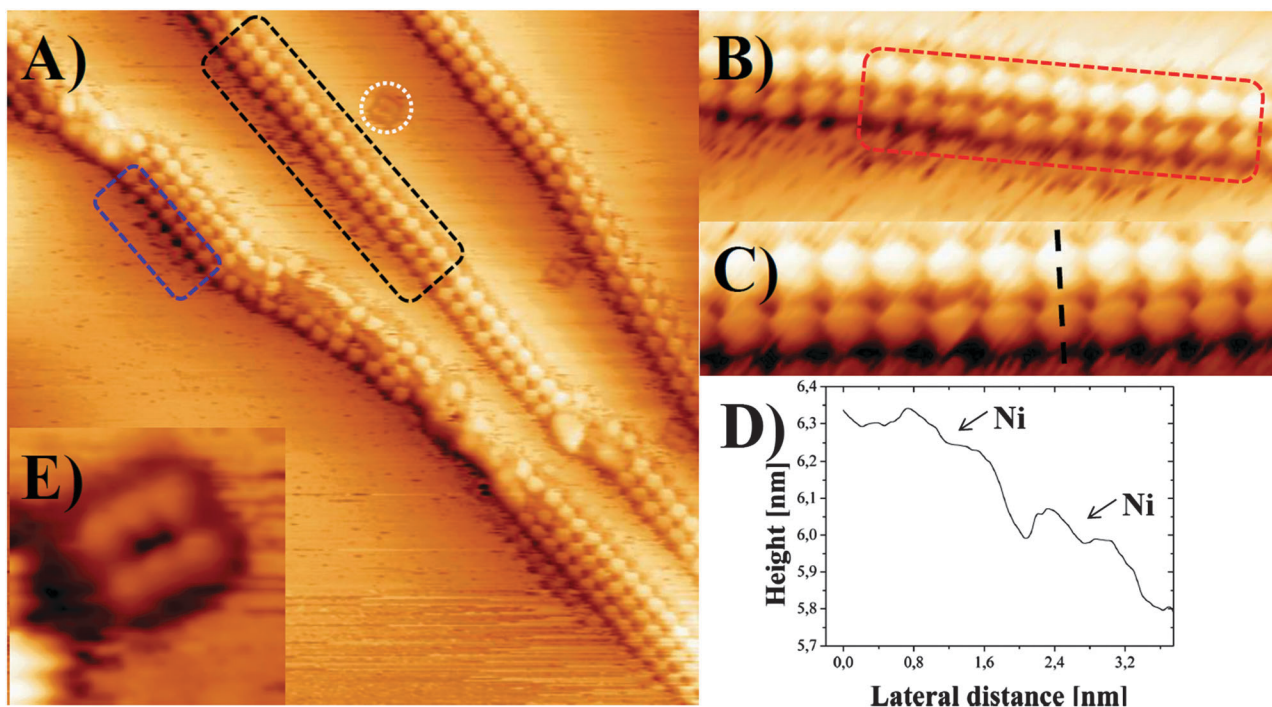 A)
B)
C)
D)
E)
Ni
Ni
Height [nm]
6,4
6,3
6,2
6,1
6,0
5,9
5,8
5,7
0,0 0,8 1,6 2,4 3,2
Lateral distance [nm]